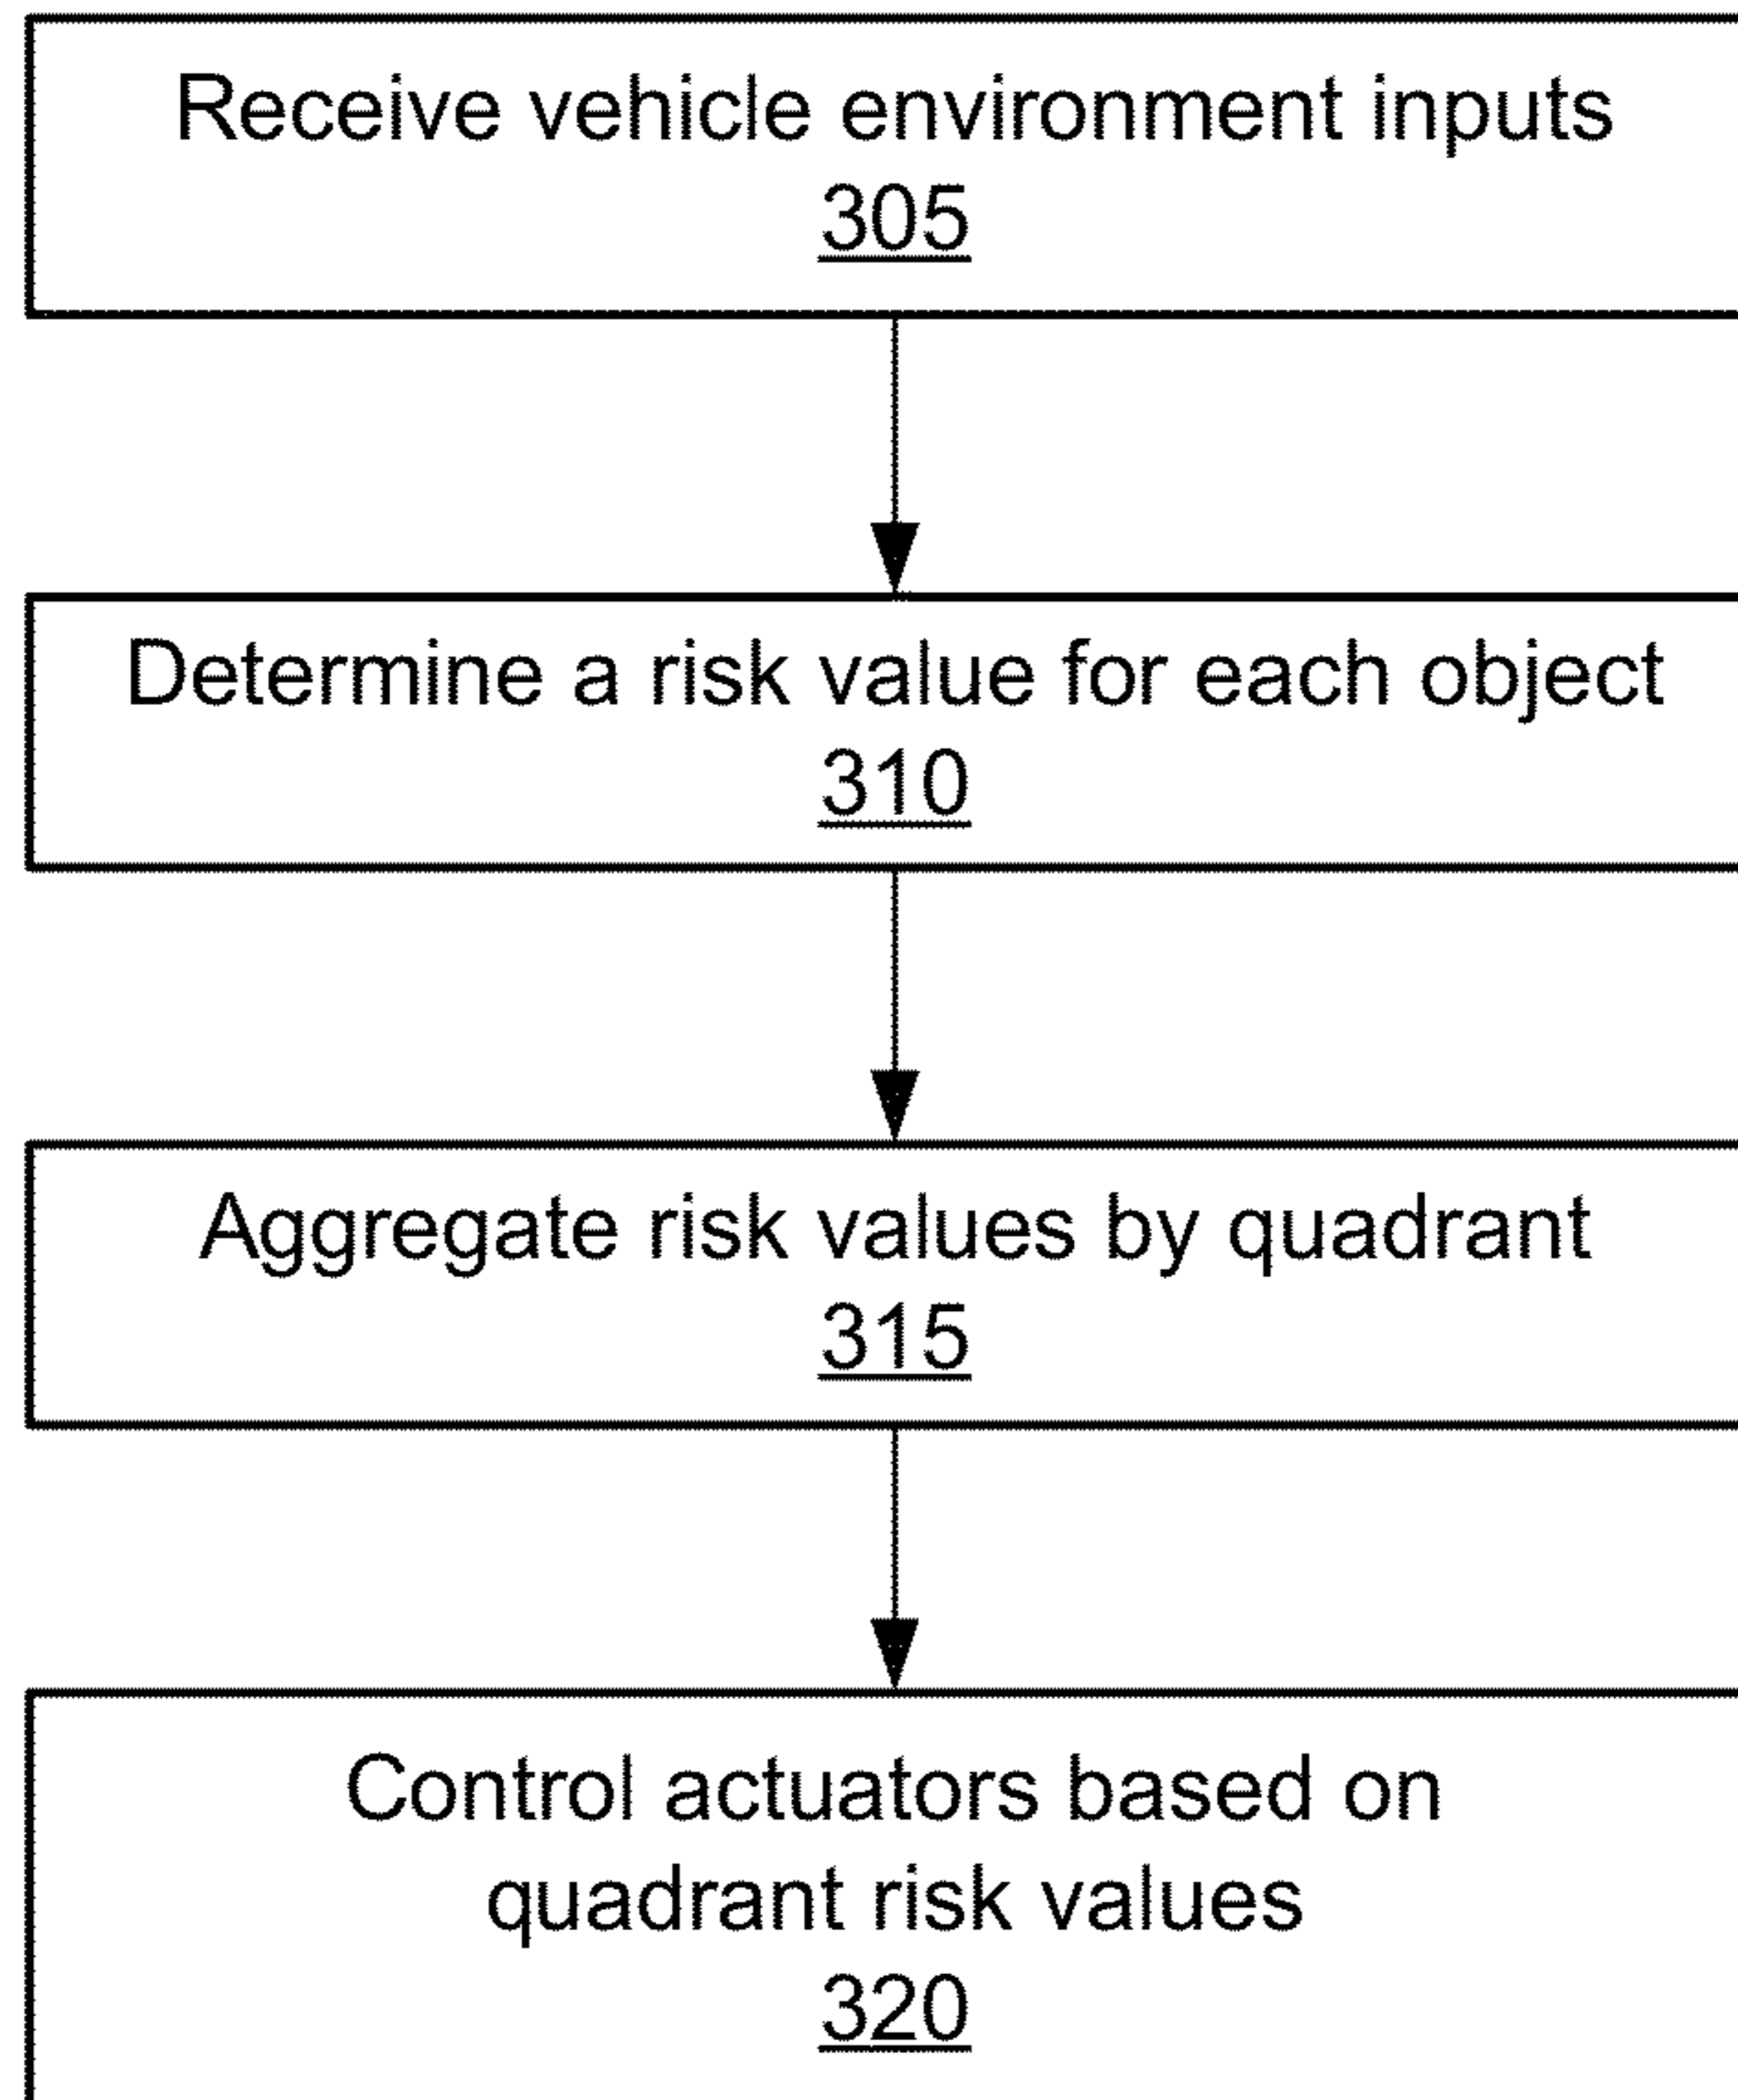 Receive vehicle environment inputs
305
Determine a risk value for each object
310
Aggregate risk values by quadrant
315
Control actuators based on
quadrant risk values
320